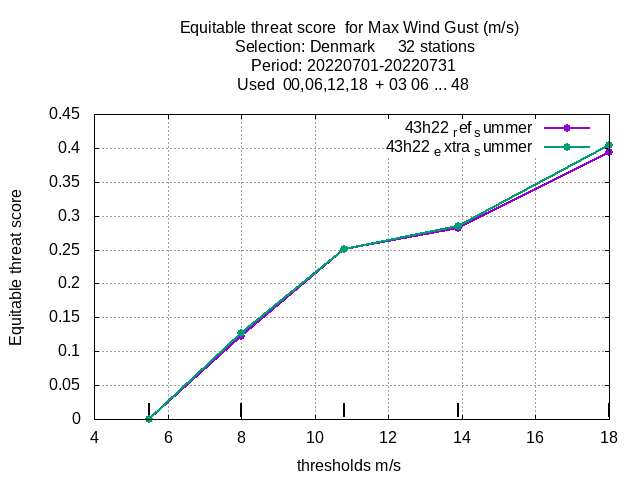 Equitable threat score  for Max Wind Gust (m/s)
Selection: Denmark     32 stations
Period: 20220701-20220731
Used  00,06,12,18  + 03 06 ... 48
43h22 ref summer
43h22 extra summer
0.45
0.4
0.35
0.3
0.25
0.2
0.15
0.1
0.05
0
Equitable threat score
4 6 8 10 12 14 16 18
thresholds m/s